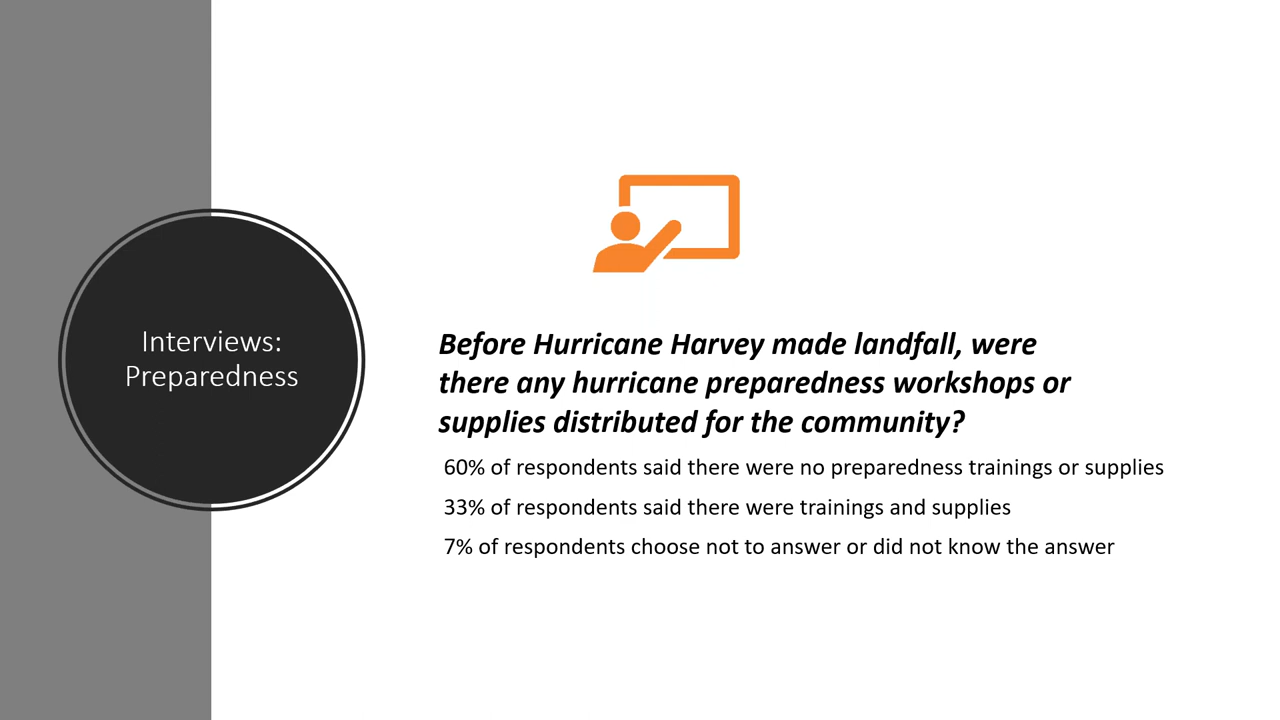 Interviews:
Preparedness
Before Hurricane Harvey made landfall, were
there any hurricane preparedness workshops or
supplies distributed for the community?
60% of respondents said there were no preparedness trainings or supplies
33% of respondents said there were trainings and supplies
7% of respondents choose not to answer or did not know the answer